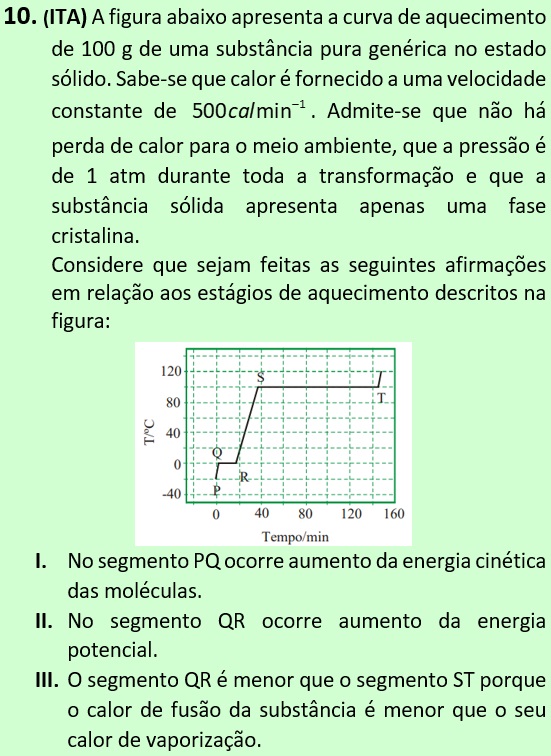 10. (ITA) A figura abaixo apresenta a curva de aquecimento
de 100 g de uma substância pura genérica no estado
sólido. Sabe-se que calor é fornecido a uma velocidade
constante de 500calmin⁻¹. Admite-se que não há
perda de calor para o meio ambiente, que a pressão é
de 1 atm durante toda a transformação e que a
substância sólida apresenta apenas uma fase
cristalina.
Considere que sejam feitas as seguintes afirmações
em relação aos estágios de aquecimento descritos na
figura:
120
80
40
0
-40
T/ºC
S
T
Q
R
P
0 40 80 120 160
Tempo/min
I. No segmento PQ ocorre aumento da energia cinética
das moléculas.
II. No segmento QR ocorre aumento da energia
potencial.
III. O segmento QR é menor que o segmento ST porque
o calor de fusão da substância é menor que o seu
calor de vaporização.